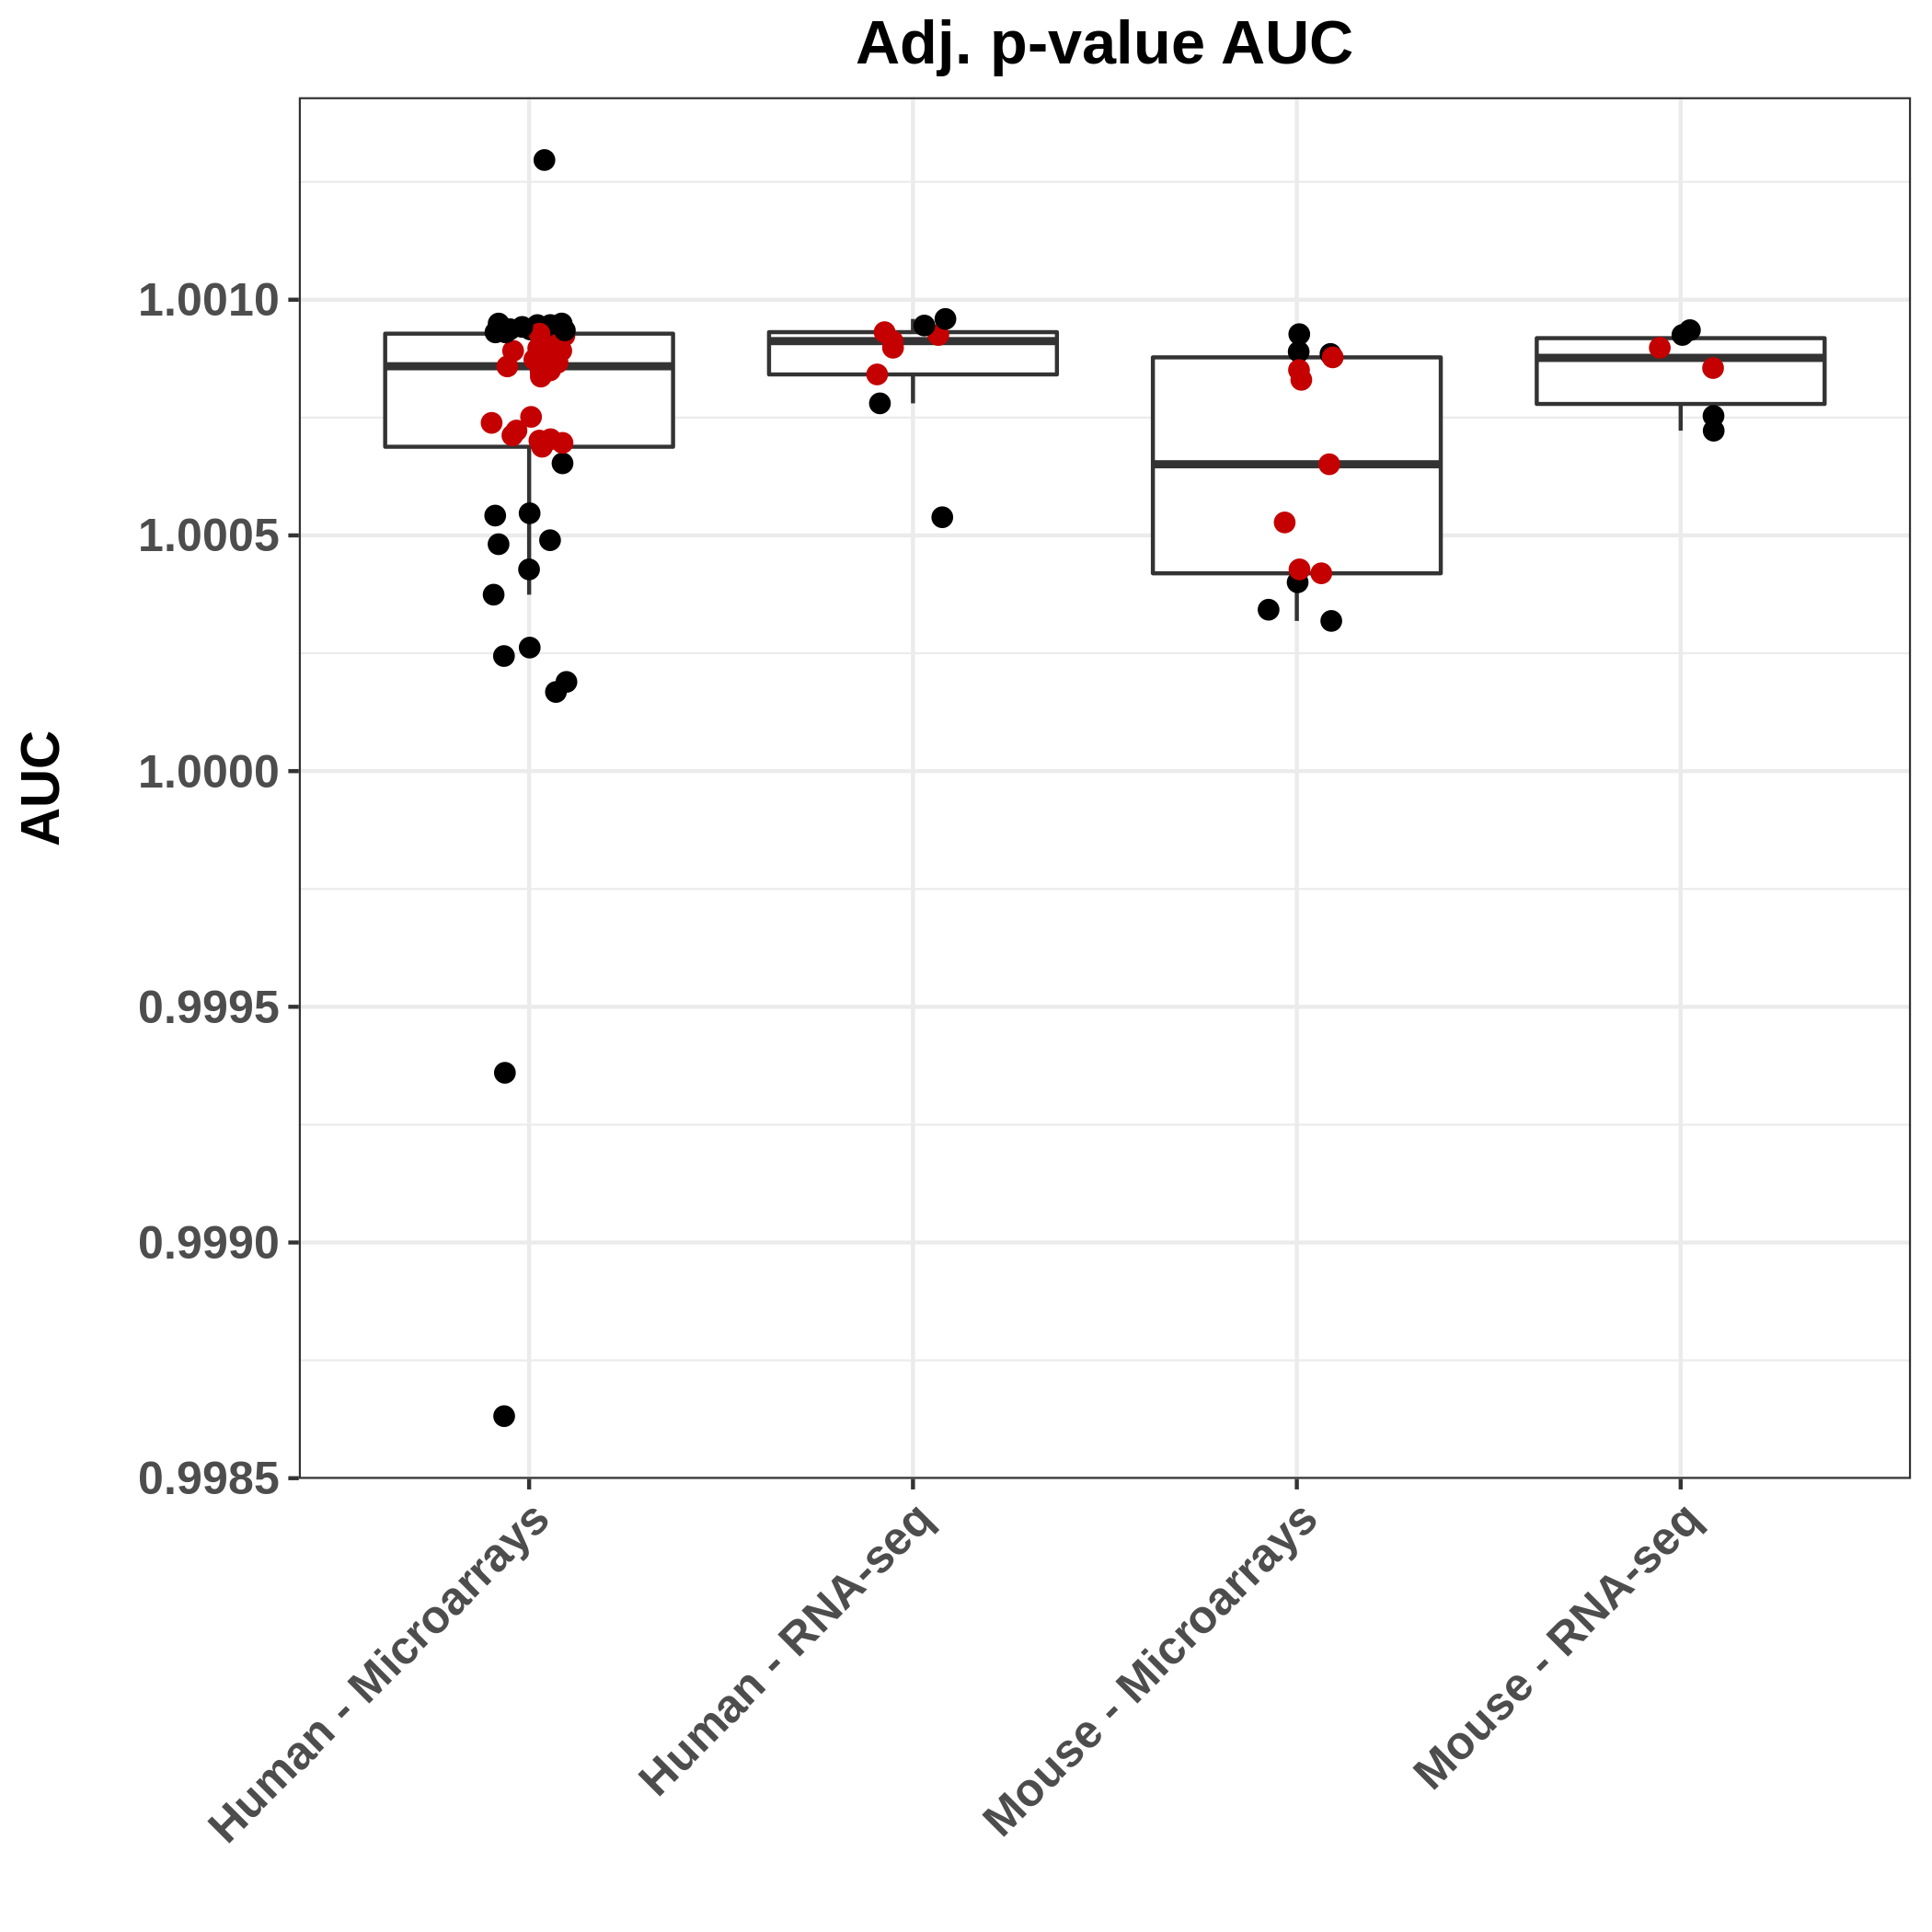 Adj. p-value AUC
AUC
1.0010
1.0005
1.0000
0.9995
0.9990
0.9985
Human - Microarrays
Human - RNA-seq
Mouse - Microarrays
Mouse - RNA-seq